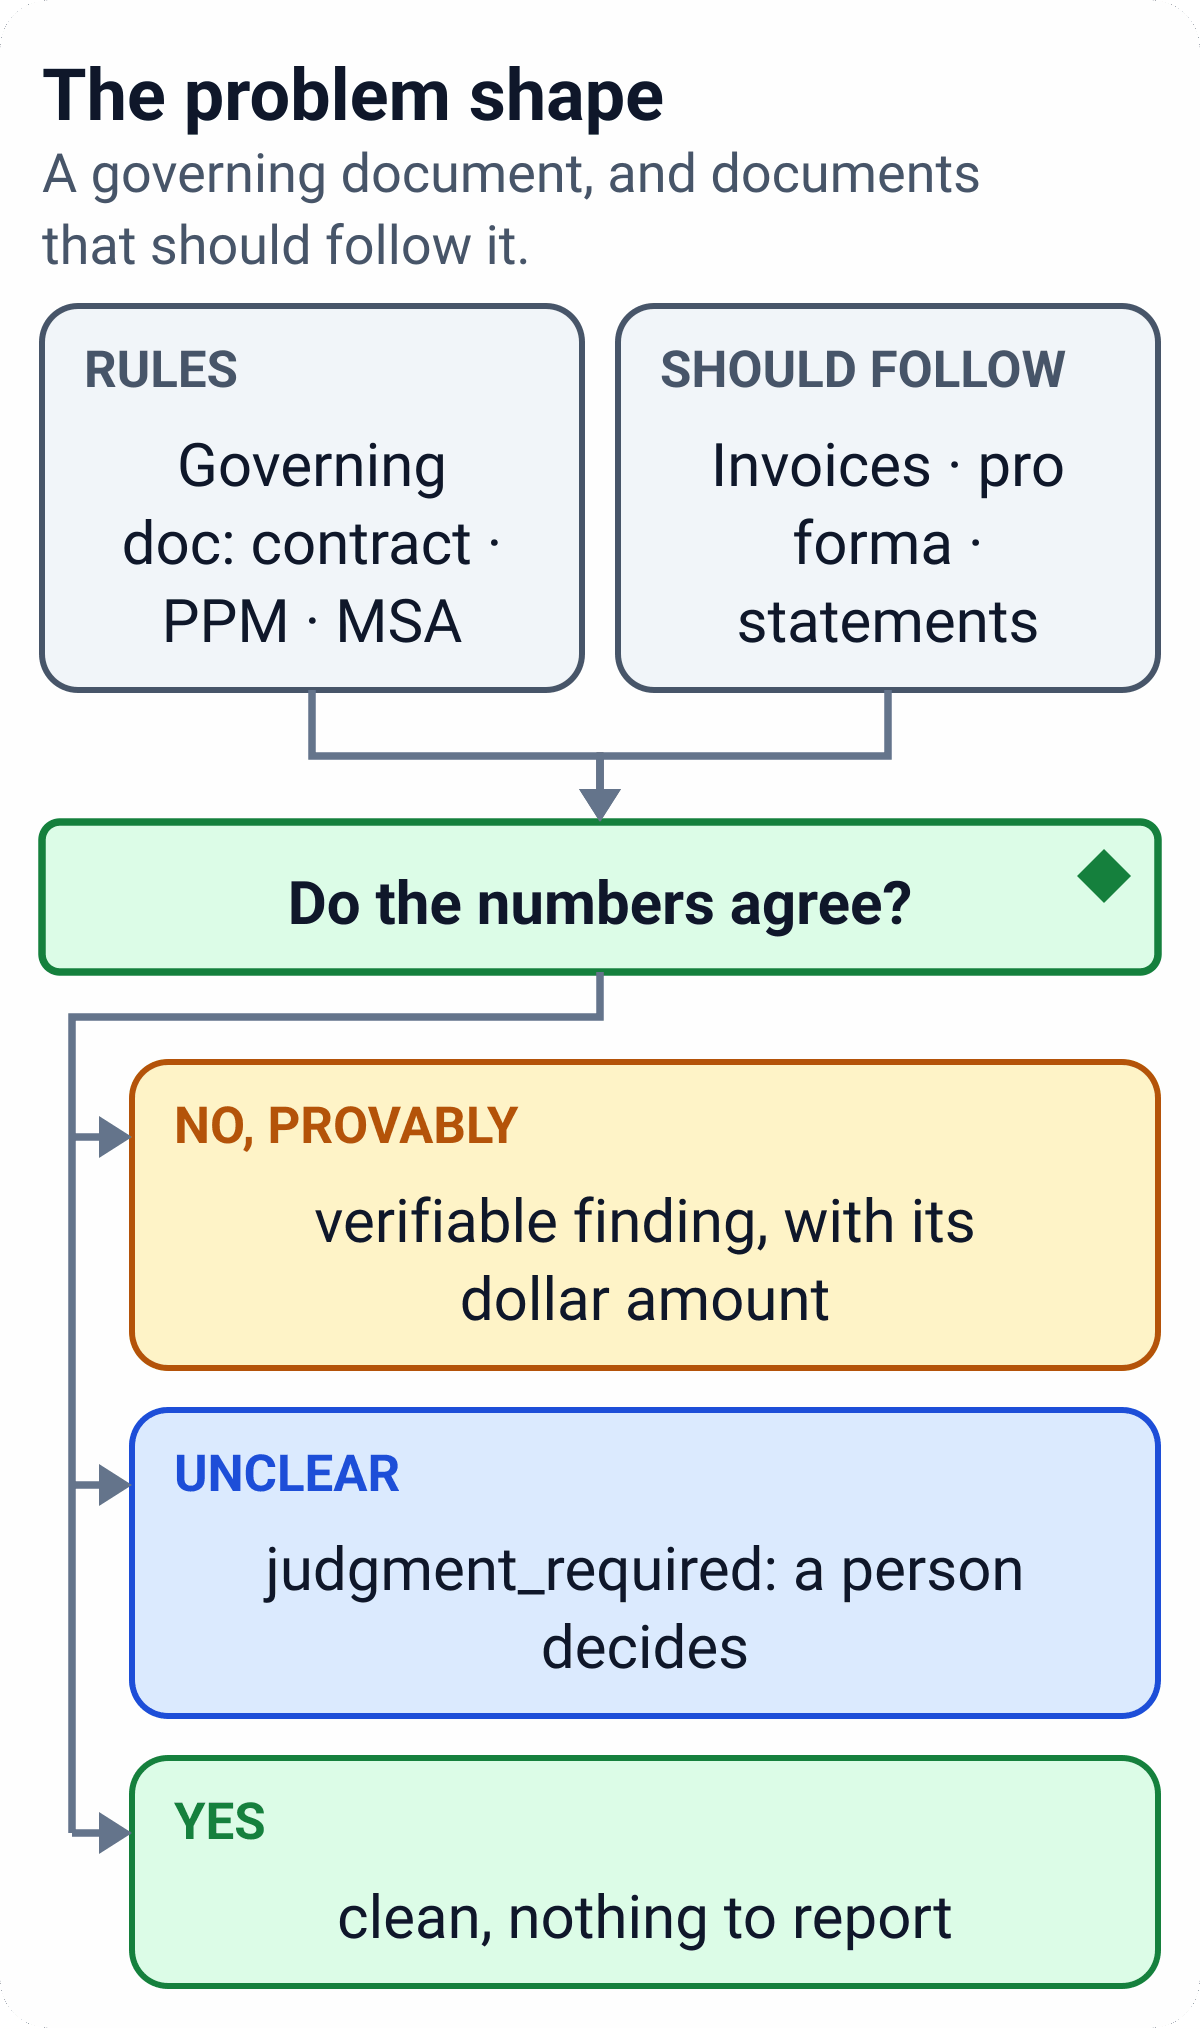 The problem shape
A governing document, and documents
that should follow it.
RULES
Governing
doc: contract ·
PPM · MSA
SHOULD FOLLOW
Invoices · pro
forma ·
statements
Do the numbers agree?
NO, PROVABLY
verifiable finding, with its
dollar amount
UNCLEAR
judgment_required: a person
decides
YES
clean, nothing to report